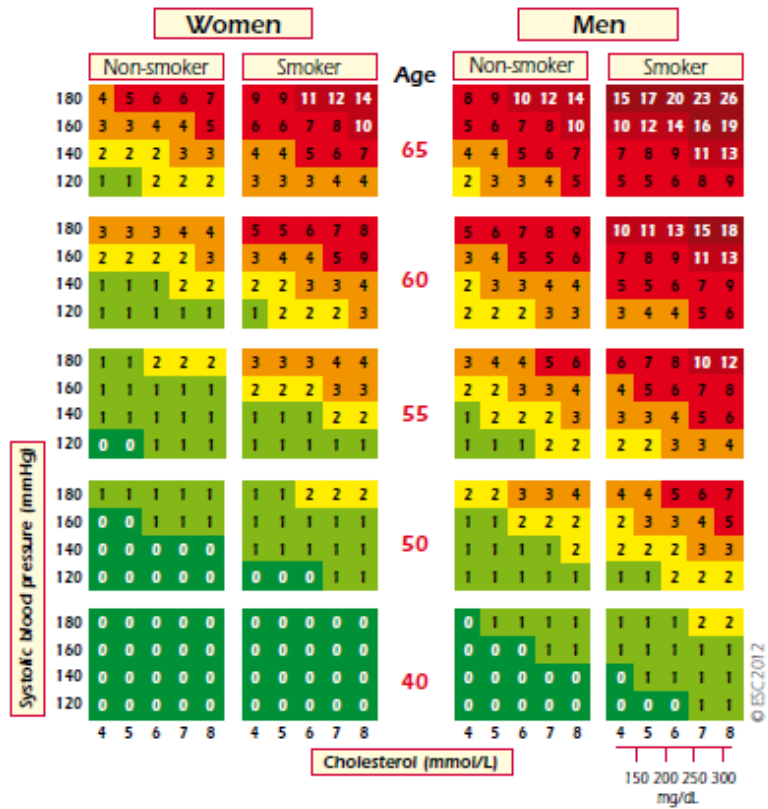 Women Men
Non-smoker Smoker Age Non-smoker Smoker
180 4 5 6 6 7 9 9 11 12 14 8 9 10 12 14 15 17 20 23 26
160 3 3 4 4 5 6 6 7 8 10 5 6 7 8 10 10 12 14 16 19
65
140 2 2 2 3 3 4 4 5 6 7 4 4 5 6 7 7 8 9 11 13
120 1 1 2 2 2 3 3 3 4 4 2 3 3 4 5 5 5 6 8 9
180 3 3 3 4 4 5 5 6 7 8 5 6 7 8 9 10 11 13 15 18
160 2 2 2 2 3 3 4 4 5 9 3 4 5 5 6 7 8 9 11 13
60
140 1 1 1 2 2 2 2 3 3 4 2 3 3 4 4 5 5 6 7 9
120 1 1 1 1 1 1 2 2 2 3 2 2 2 3 3 3 4 4 5 6
180 1 1 2 2 2 3 3 3 4 4 3 4 4 5 6 6 7 8 10 12
160 1 1 1 1 1 2 2 2 3 3 2 2 3 3 4 4 5 6 7 8
55
140 1 1 1 1 1 1 1 1 2 2 1 2 2 2 3 3 3 4 5 6
120 0 0 1 1 1 1 1 1 1 1 1 1 1 2 2 2 2 3 3 4
180 1 1 1 1 1 1 1 2 2 2 2 2 3 3 4 4 4 5 6 7
160 0 0 1 1 1 1 1 1 1 1 1 1 2 2 2 2 3 3 4 5
50
140 0 0 0 0 0 1 1 1 1 1 1 1 1 1 2 2 2 2 3 3
120 0 0 0 0 0 0 0 0 1 1 1 1 1 1 1 1 1 2 2 2
180 0 0 0 0 0 0 0 0 0 0 0 1 1 1 1 1 1 1 2 2
160 0 0 0 0 0 0 0 0 0 0 0 0 0 1 1 1 1 1 1 1
40
140 0 0 0 0 0 0 0 0 0 0 0 0 0 0 0 0 1 1 1 1
120 0 0 0 0 0 0 0 0 0 0 0 0 0 0 0 0 0 0 1 1
4 5 6 7 8 4 5 6 7 8 4 5 6 7 8 4 5 6 7 8
Systolic blood pressure (mmHg)
Cholesterol (mmol/L)
150 200 250 300
mg/dL
© ESC 2012